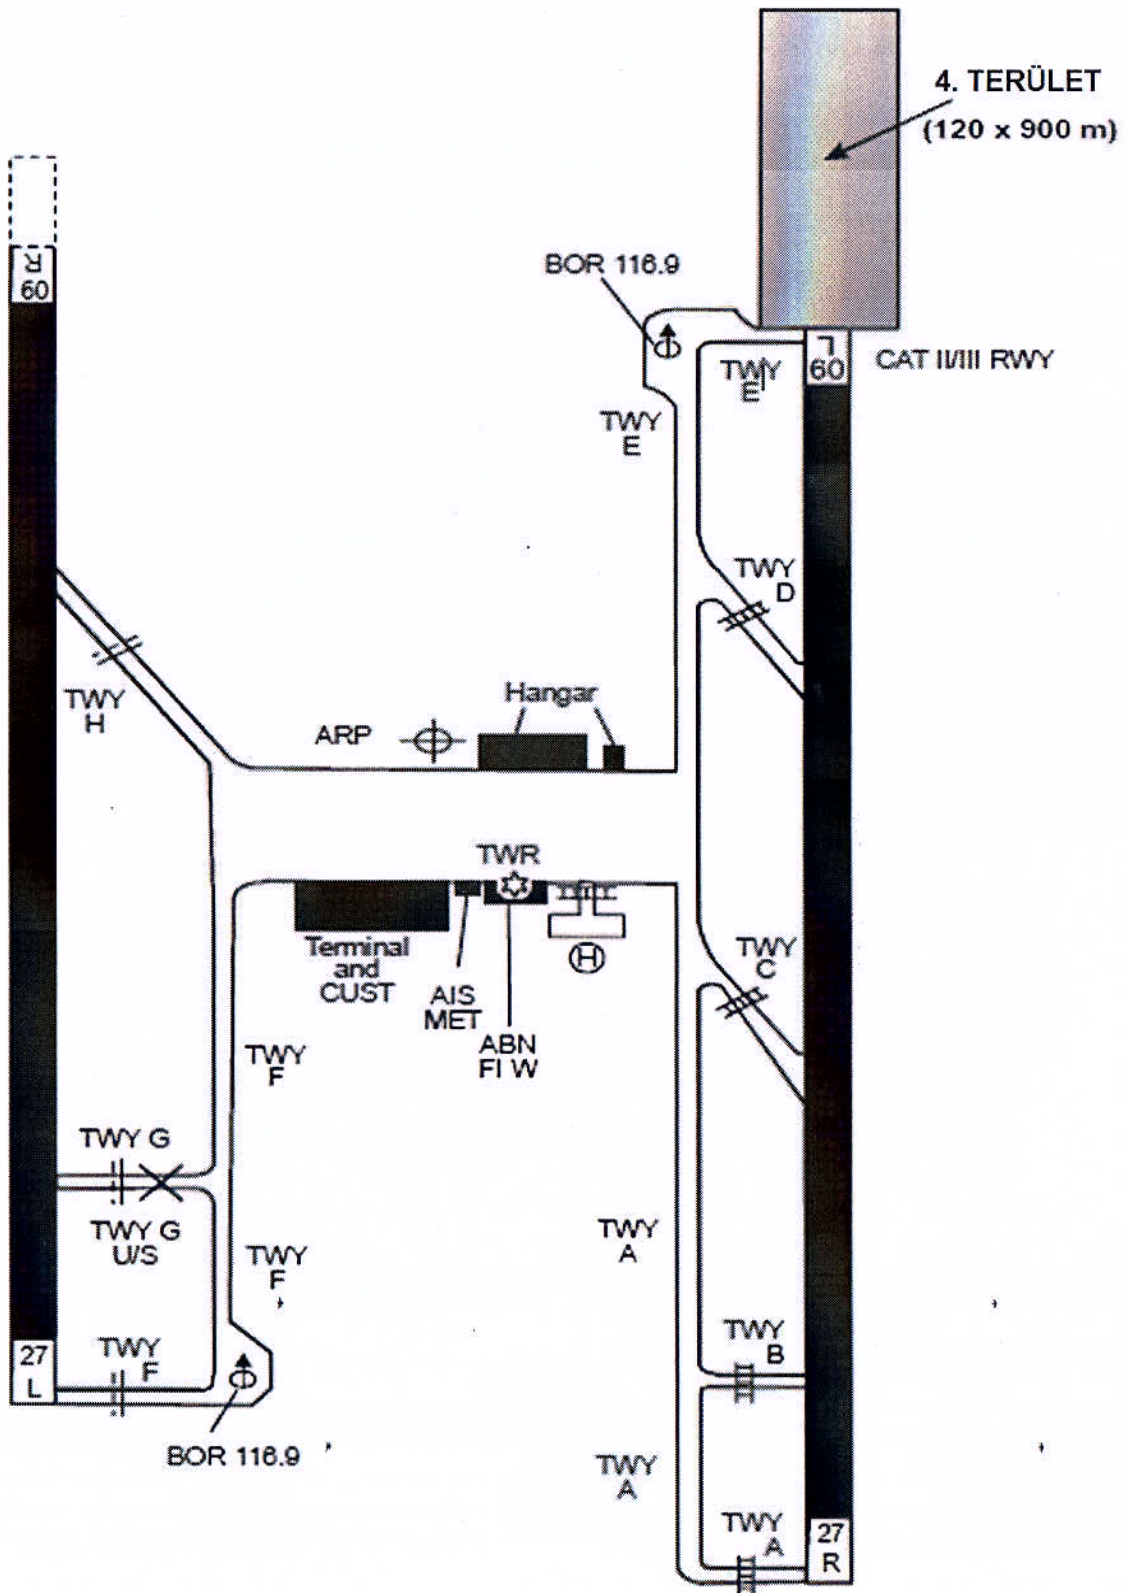 4. TERÜLET
(120 x 900 m)
BOR 116.9
09
R
09
L
CAT II/III RWY
TWY
E
TWY
E
TWY
D
TWY
H
ARP
Hangar
TWR
Terminal
and
CUST
AIS
MET
ABN
FI W
H
TWY
C
TWY
F
TWY G
TWY G
U/S
TWY
F
TWY
A
TWY
B
27
L
TWY
F
BOR 116.9
TWY
A
TWY
A
27
R